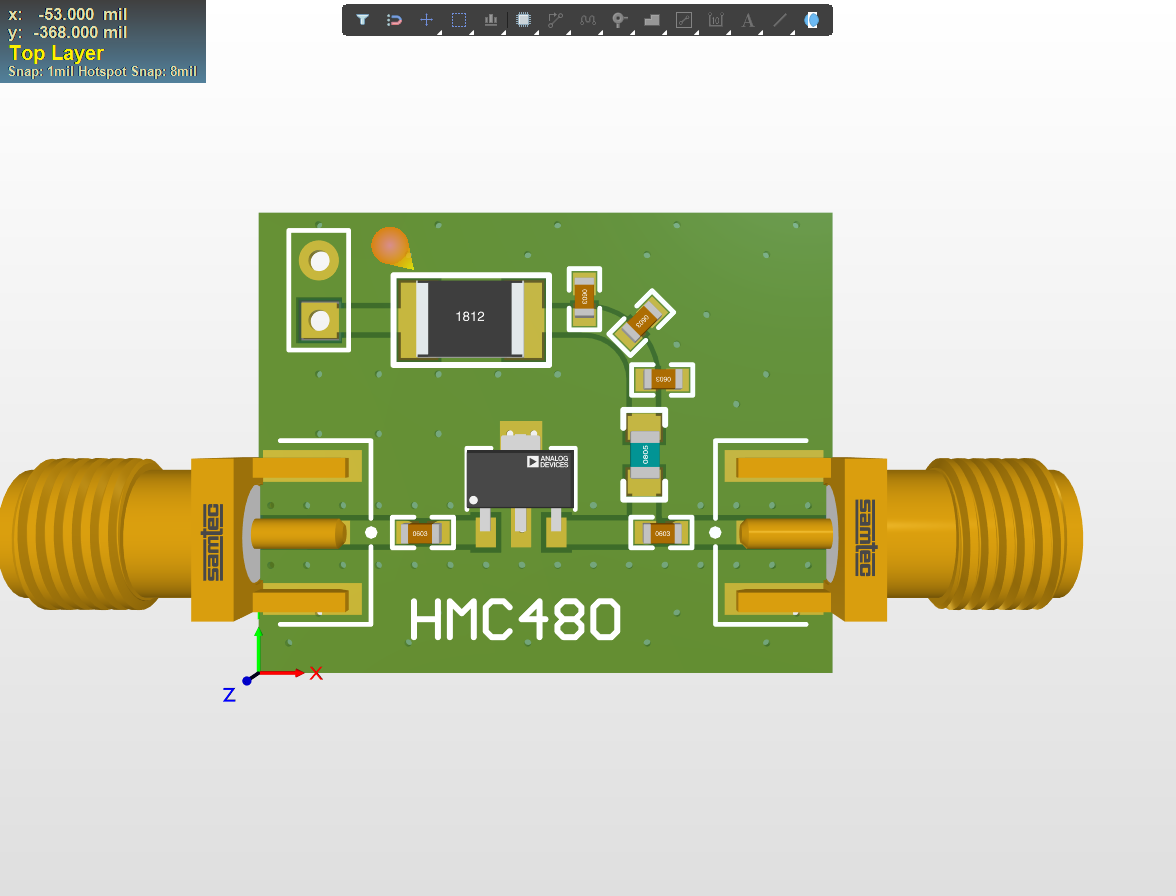 x: -53.000 mil
y: -368.000 mil
Top Layer
Snap: 1mil Hotspot Snap: 8mil
1812
0603
0603
0603
0805
ANALOG
DEVICES
samtec
0603
0603
samtec
HMC480
X
Z